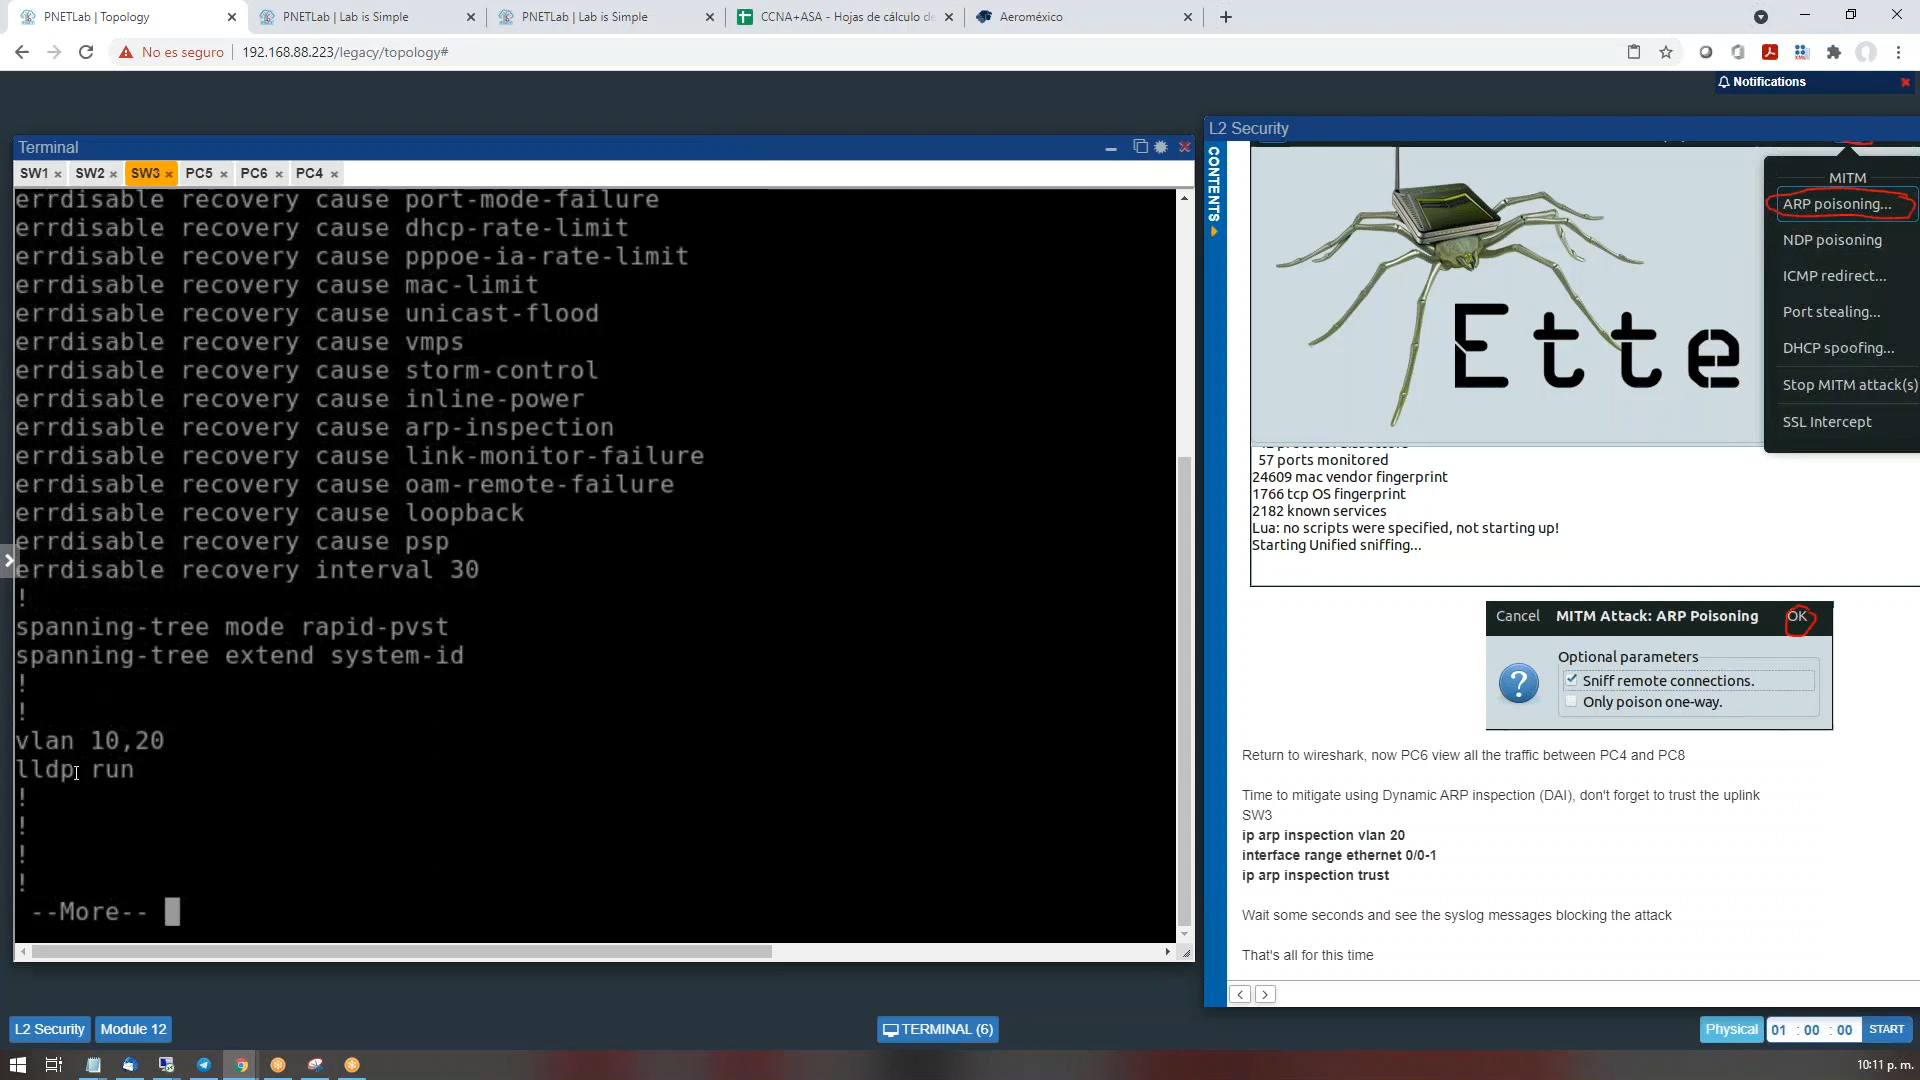 PNETLab | Topology
PNETLab | Lab is Simple
PNETLab | Lab is Simple
CCNA+ASA - Hojas de cálculo de
Aeroméxico
No es seguro
192.168.88.223/legacy/topology#
Notifications
Terminal
SW1
SW2
SW3
PC5
PC6
PC4
errdisable recovery cause port-mode-failure
errdisable recovery cause dhcp-rate-limit
errdisable recovery cause pppoe-ia-rate-limit
errdisable recovery cause mac-limit
errdisable recovery cause unicast-flood
errdisable recovery cause vmps
errdisable recovery cause storm-control
errdisable recovery cause inline-power
errdisable recovery cause arp-inspection
errdisable recovery cause link-monitor-failure
errdisable recovery cause oam-remote-failure
errdisable recovery cause loopback
errdisable recovery cause psp
errdisable recovery interval 30
!
spanning-tree mode rapid-pvst
spanning-tree extend system-id
!
!
vlan 10,20
lldp run
!
!
!
!
--More--
L2 Security
CONTENTS
MITM
ARP poisoning...
NDP poisoning
ICMP redirect...
Port stealing...
DHCP spoofing...
Stop MITM attack(s)
SSL Intercept
Ette
57 ports monitored
24609 mac vendor fingerprint
1766 tcp OS fingerprint
2182 known services
Lua: no scripts were specified, not starting up!
Starting Unified sniffing...
Cancel
MITM Attack: ARP Poisoning
OK
Optional parameters
Sniff remote connections.
Only poison one-way.
Return to wireshark, now PC6 view all the traffic between PC4 and PC8
Time to mitigate using Dynamic ARP inspection (DAI), don't forget to trust the uplink
SW3
ip arp inspection vlan 20
interface range ethernet 0/0-1
ip arp inspection trust
Wait some seconds and see the syslog messages blocking the attack
That's all for this time
L2 Security
Module 12
TERMINAL (6)
Physical
01 : 00 : 00
START
10:11 p. m.